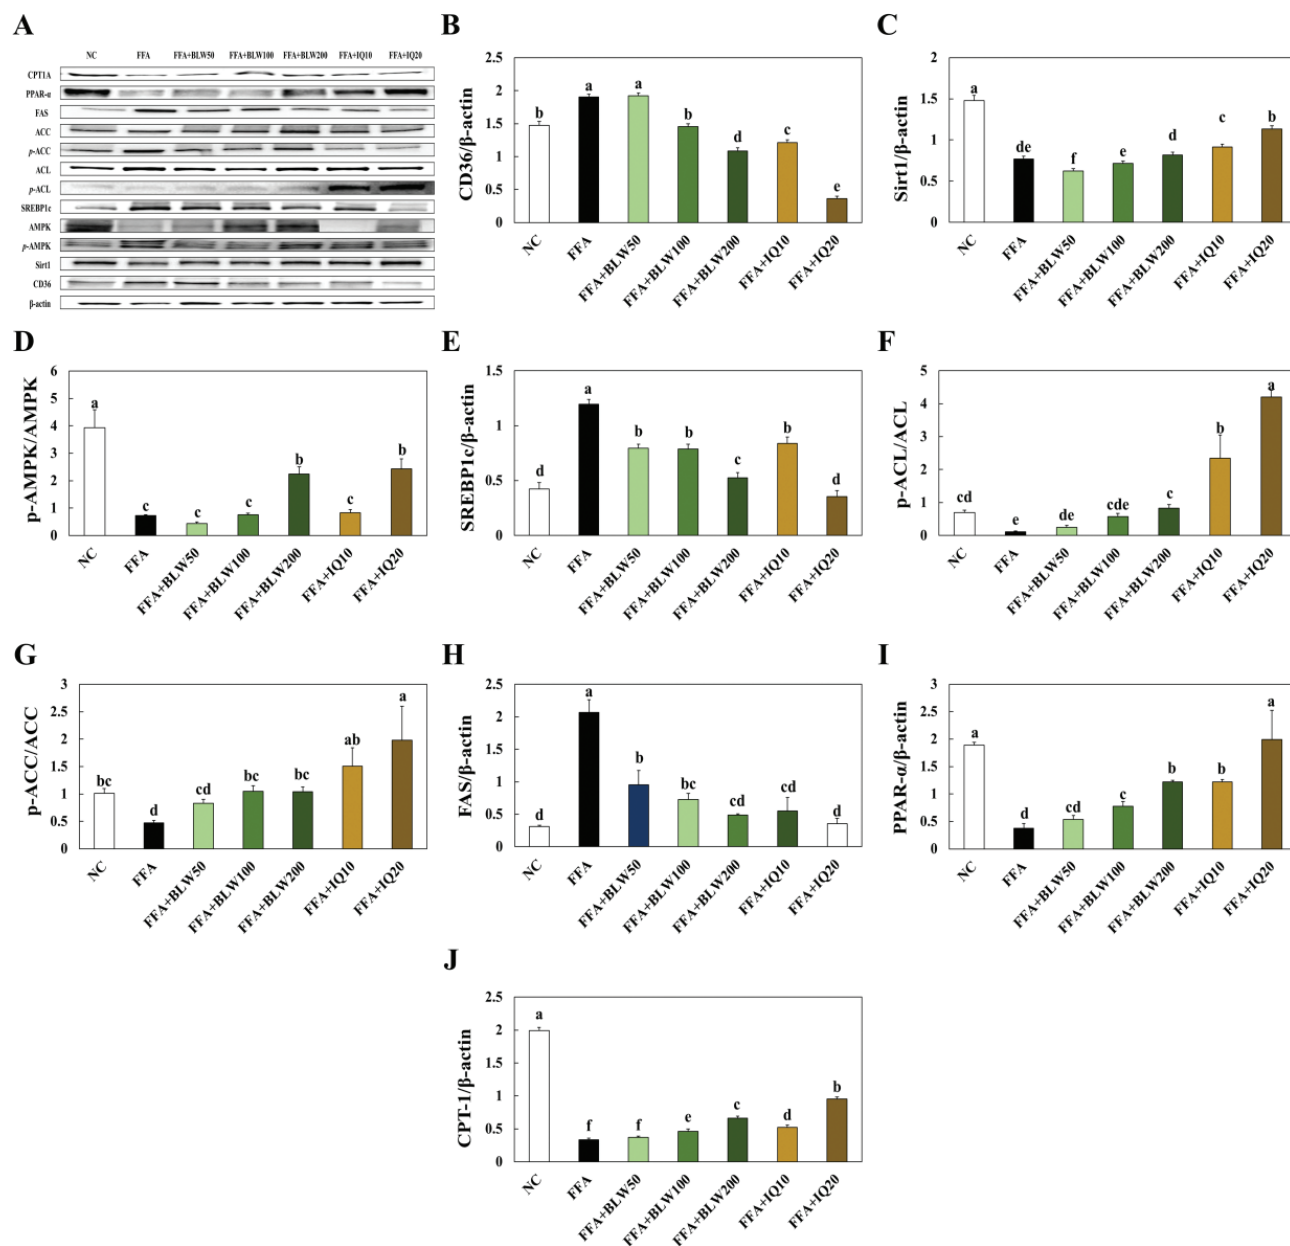 A
NC FFA FFA+BLW50 FFA+BLW100 FFA+BLW200 FFA+IQ10 FFA+IQ20
CPT1A
PPAR-α
FAS
ACC
p-ACC
ACL
p-ACL
SREBP1c
AMPK
p-AMPK
Sirt1
CD36
β-actin
B
CD36/β-actin
2.5
2
1.5
1
0.5
0
b a a b d c e
NC FFA FFA+BLW50 FFA+BLW100 FFA+BLW200 FFA+IQ10 FFA+IQ20
C
Sirt1/β-actin
2
1.5
1
0.5
0
a de f e d c b
NC FFA FFA+BLW50 FFA+BLW100 FFA+BLW200 FFA+IQ10 FFA+IQ20
D
p-AMPK/AMPK
6
5
4
3
2
1
0
a c c c b c b
NC FFA FFA+BLW50 FFA+BLW100 FFA+BLW200 FFA+IQ10 FFA+IQ20
E
SREBP1c/β-actin
1.5
1
0.5
0
d a b b c b d
NC FFA FFA+BLW50 FFA+BLW100 FFA+BLW200 FFA+IQ10 FFA+IQ20
F
p-ACL/ACL
5
4
3
2
1
0
cd e de cde c b a
NC FFA FFA+BLW50 FFA+BLW100 FFA+BLW200 FFA+IQ10 FFA+IQ20
G
p-ACC/ACC
3
2.5
2
1.5
1
0.5
0
bc d cd bc bc ab a
NC FFA FFA+BLW50 FFA+BLW100 FFA+BLW200 FFA+IQ10 FFA+IQ20
H
FAS/β-actin
2.5
2
1.5
1
0.5
0
d a b bc cd cd d
NC FFA FFA+BLW50 FFA+BLW100 FFA+BLW200 FFA+IQ10 FFA+IQ20
I
PPAR-α/β-actin
3
2.5
2
1.5
1
0.5
0
a d cd c b b a
NC FFA FFA+BLW50 FFA+BLW100 FFA+BLW200 FFA+IQ10 FFA+IQ20
J
CPT-1/β-actin
2.5
2
1.5
1
0.5
0
a f f e c d b
NC FFA FFA+BLW50 FFA+BLW100 FFA+BLW200 FFA+IQ10 FFA+IQ20